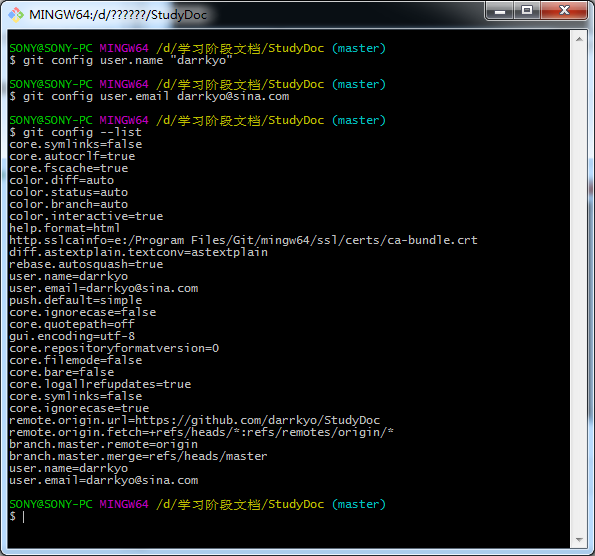 MINGW64:/d/??????/StudyDoc
SONY@SONY-PC MINGW64 /d/学习阶段文档/StudyDoc (master)
$ git config user.name "darrkyo"
SONY@SONY-PC MINGW64 /d/学习阶段文档/StudyDoc (master)
$ git config user.email darrkyo@sina.com
SONY@SONY-PC MINGW64 /d/学习阶段文档/StudyDoc (master)
$ git config --list
core.symlinks=false
core.autocrlf=true
core.fscache=true
color.diff=auto
color.status=auto
color.branch=auto
color.interactive=true
help.format=html
http.sslcainfo=e:/Program Files/Git/mingw64/ssl/certs/ca-bundle.crt
diff.astextplain.textconv=astextplain
rebase.autosquash=true
user.name=darrkyo
user.email=darrkyo@sina.com
push.default=simple
core.ignorecase=false
core.quotepath=off
gui.encoding=utf-8
core.repositoryformatversion=0
core.filemode=false
core.bare=false
core.logallrefupdates=true
core.symlinks=false
core.ignorecase=true
remote.origin.url=https://github.com/darrkyo/StudyDoc
remote.origin.fetch=+refs/heads/*:refs/remotes/origin/*
branch.master.remote=origin
branch.master.merge=refs/heads/master
user.name=darrkyo
user.email=darrkyo@sina.com
SONY@SONY-PC MINGW64 /d/学习阶段文档/StudyDoc (master)
$